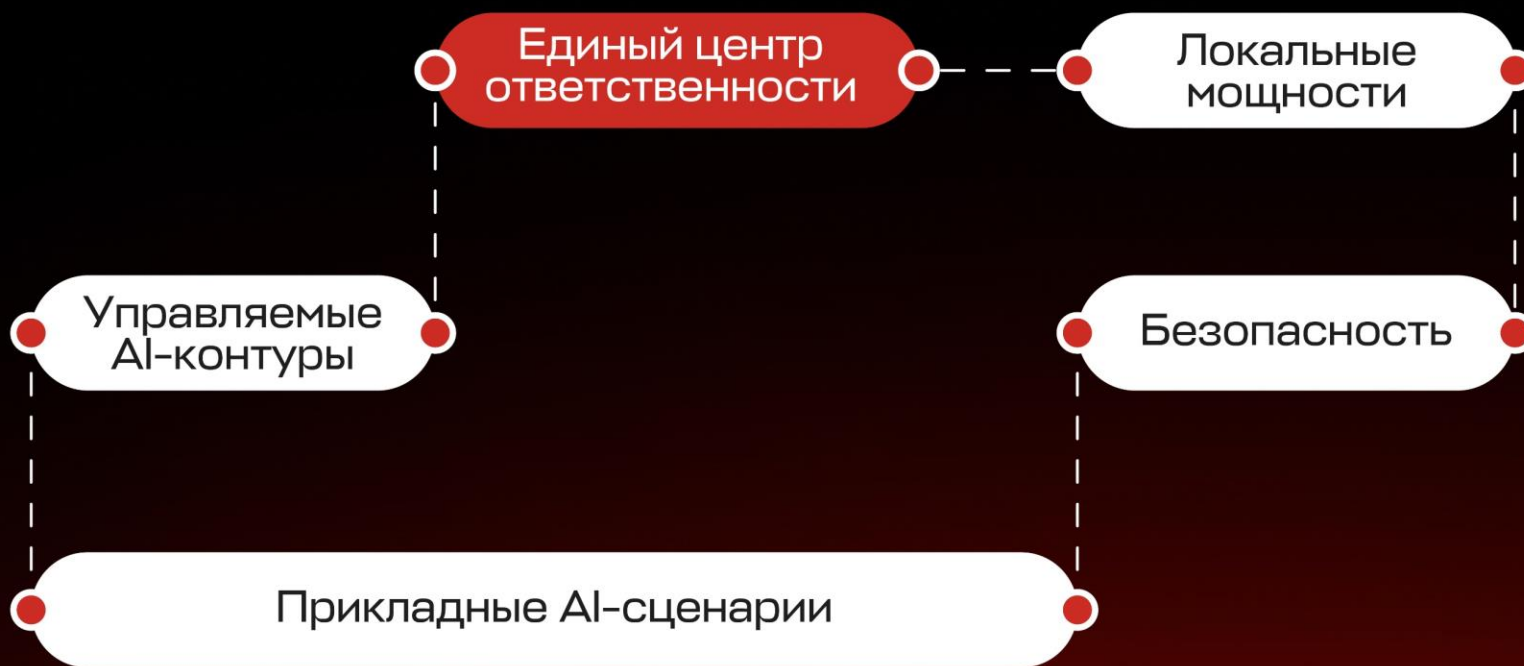 Единый центр
ответственности
Локальные
мощности
Управляемые
AI-контуры
Безопасность
Прикладные AI-сценарии